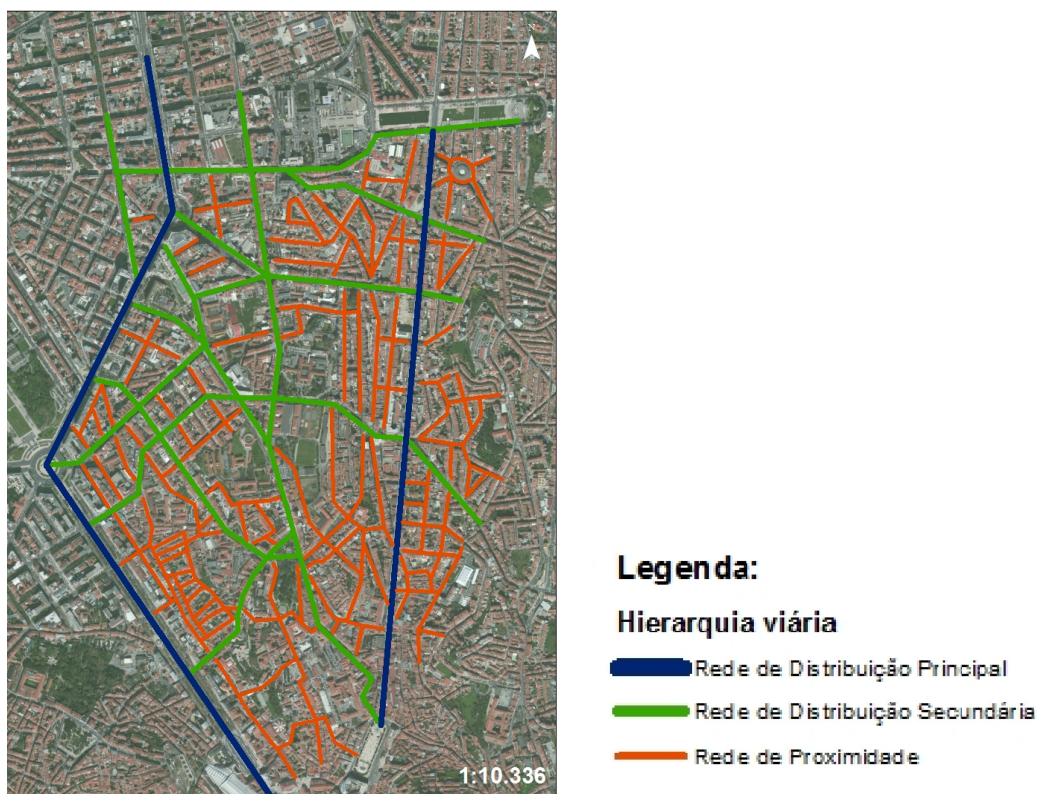 1:10.336
Legenda:
Hierarquia viária
Rede de Distribuição Principal
Rede de Distribuição Secundária
Rede de Proximidade